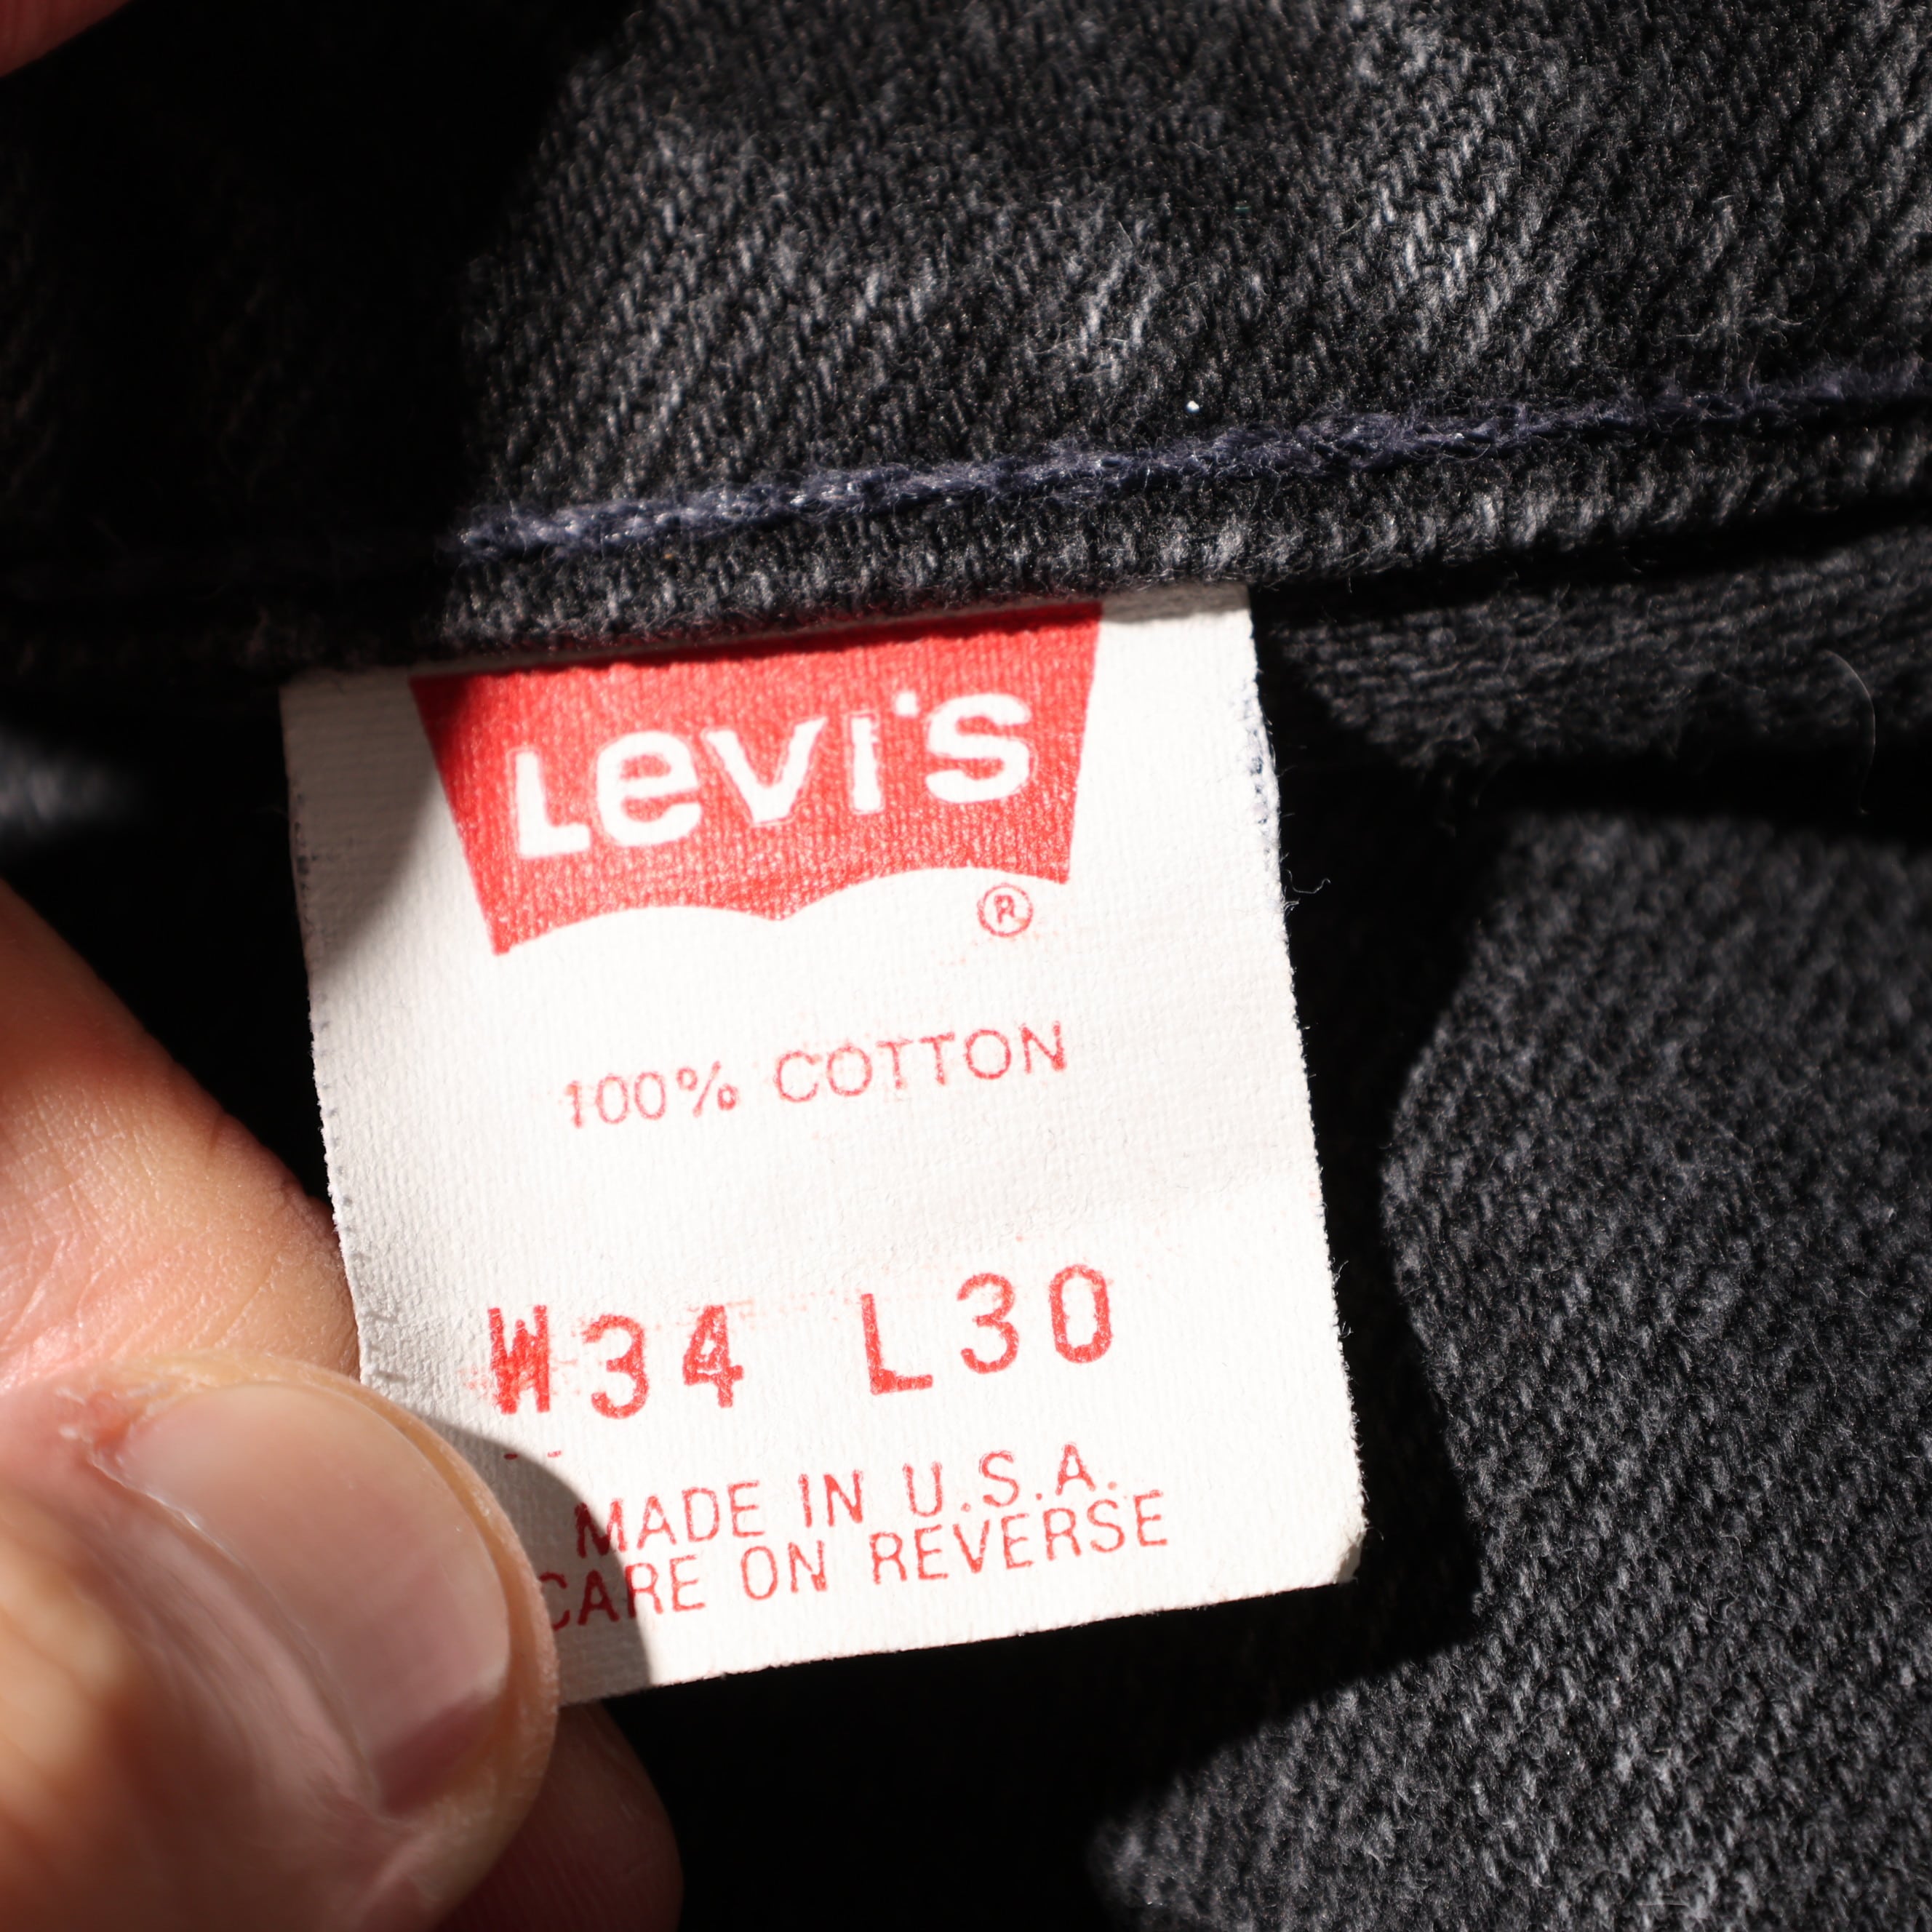 Levi's
®
100% COTTON
W34 L30
MADE IN U.S.A.
CARE ON REVERSE